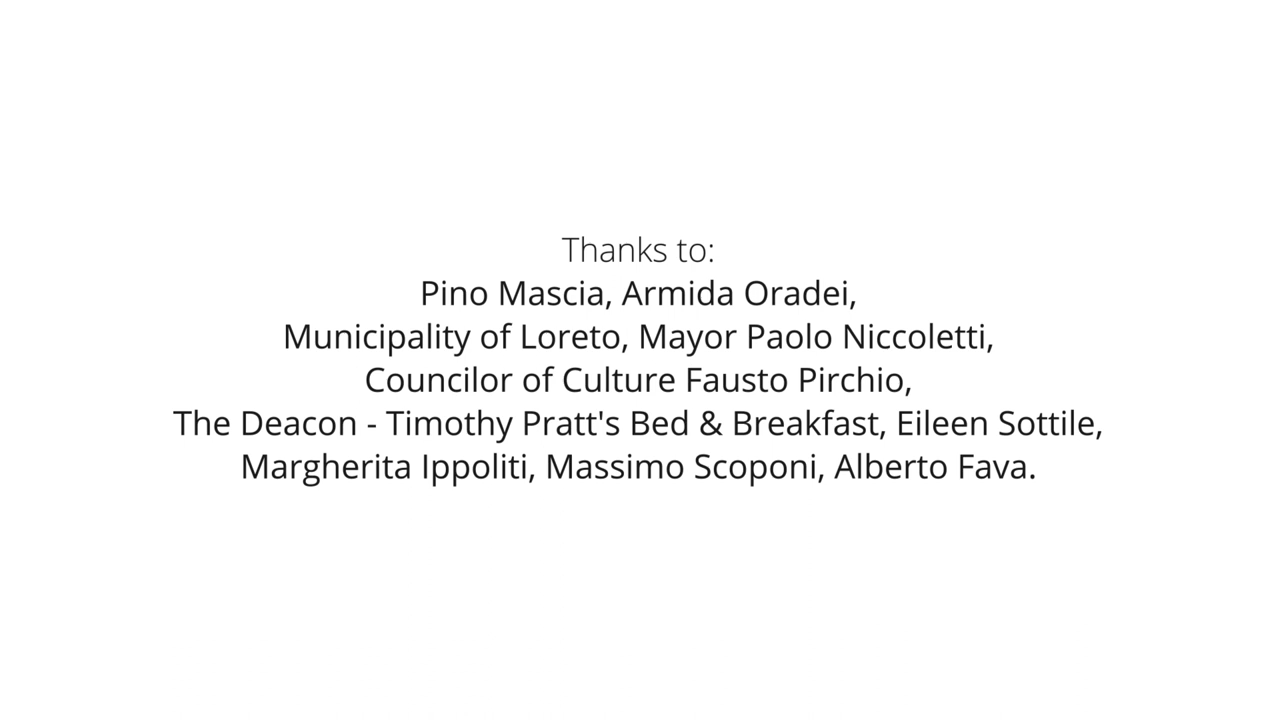 Thanks to:
Pino Mascia, Armida Oradei,
Municipality of Loreto, Mayor Paolo Niccoletti,
Councilor of Culture Fausto Pirchio,
The Deacon - Timothy Pratt's Bed & Breakfast, Eileen Sottile,
Margherita Ippoliti, Massimo Scoponi, Alberto Fava.